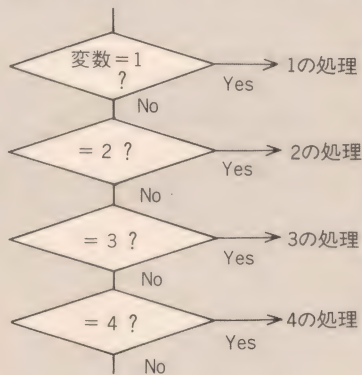 変数=1
?
1の処理
Yes
No
= 2 ?
2の処理
Yes
No
= 3 ?
3の処理
Yes
No
= 4 ?
4の処理
Yes
No